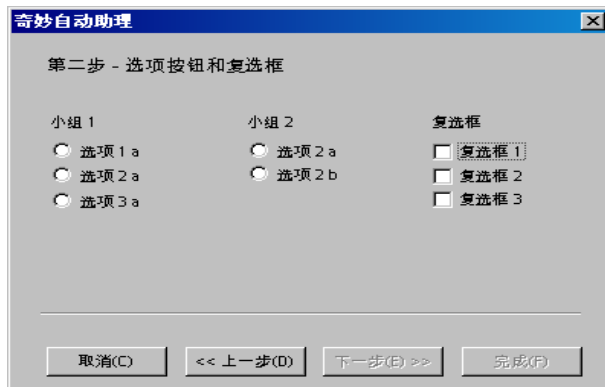 奇妙自动助理
第二步 - 选项按钮和复选框
小组 1 小组 2 复选框
选项 1 a 选项 2 a 复选框 1
选项 2 a 选项 2 b 复选框 2
选项 3 a 复选框 3
取消(C) << 上一步(D) 下一步(E) >> 完成(F)